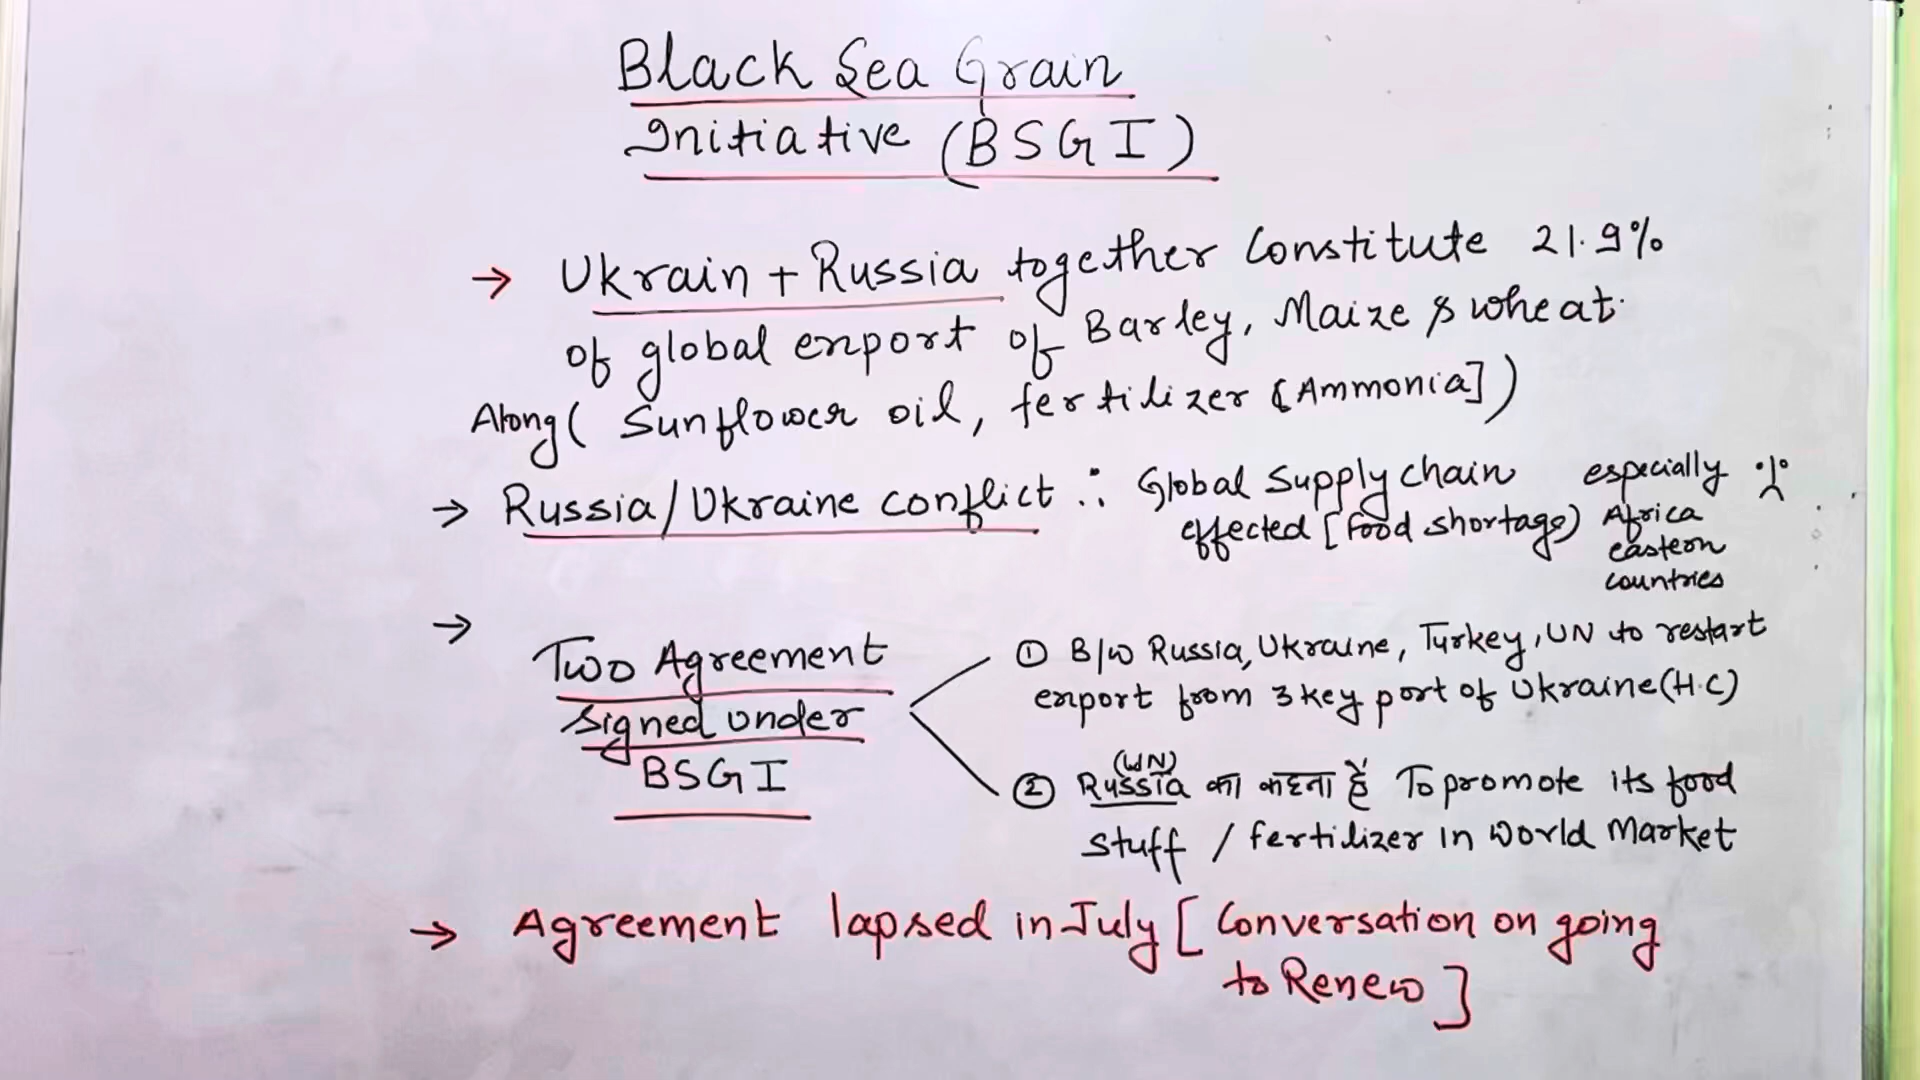 Black Sea Grain
Initiative (BSGI)
→ Ukrain + Russia together constitute 21.9%
of global export of Barley, Maize & wheat
Along ( Sunflower oil, fertilizer [Ammonia])
→ Russia/Ukraine conflict ∴ Global Supply chain especially
effected [Food shortage) Africa
eastern
countries
→ Two Agreement
signed under
BSGI
① B/w Russia, Ukraine, Turkey, UN to restart
export from 3 key port of Ukraine (H.C)
(UN)
② Russia का कहना है To promote its food
stuff / fertilizer in World Market
→ Agreement lapsed in July [ Conversation on going
to Renew ]